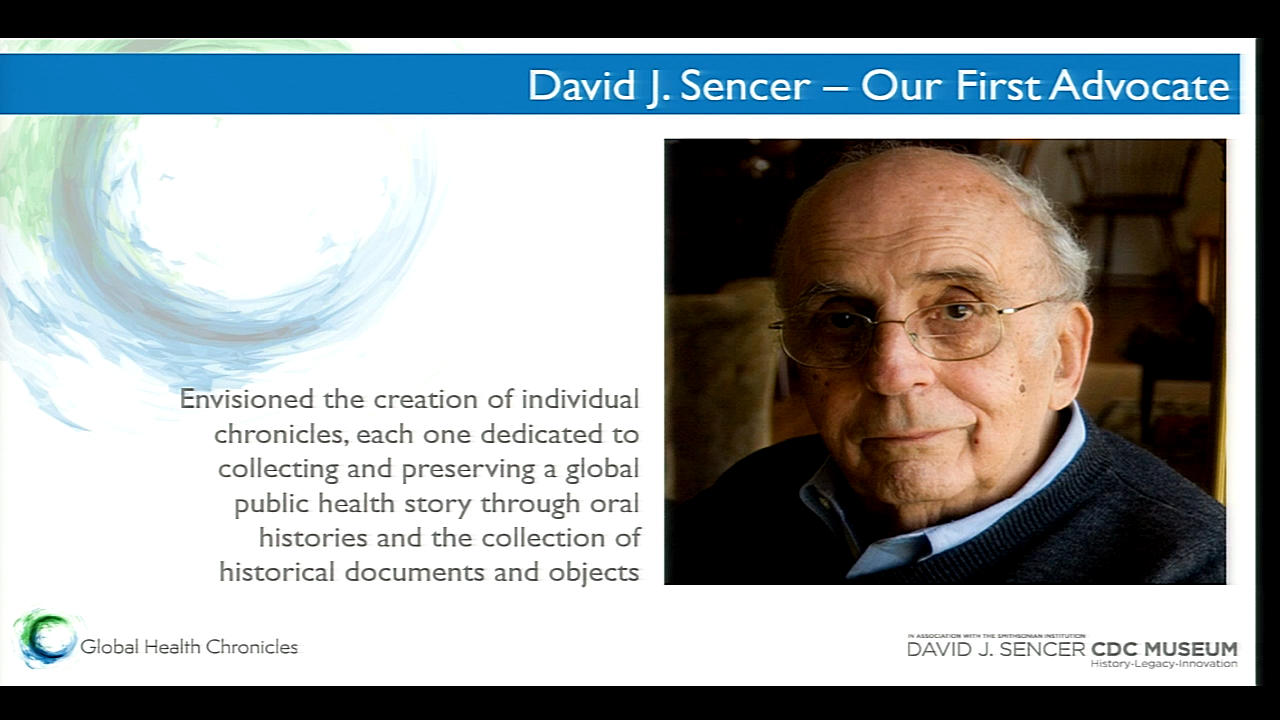 David J. Sencer – Our First Advocate
Envisioned the creation of individual
chronicles, each one dedicated to
collecting and preserving a global
public health story through oral
histories and the collection of
historical documents and objects
Global Health Chronicles
IN ASSOCIATION WITH THE SMITHSONIAN INSTITUTION
DAVID J. SENCER CDC MUSEUM
History-Legacy-Innovation